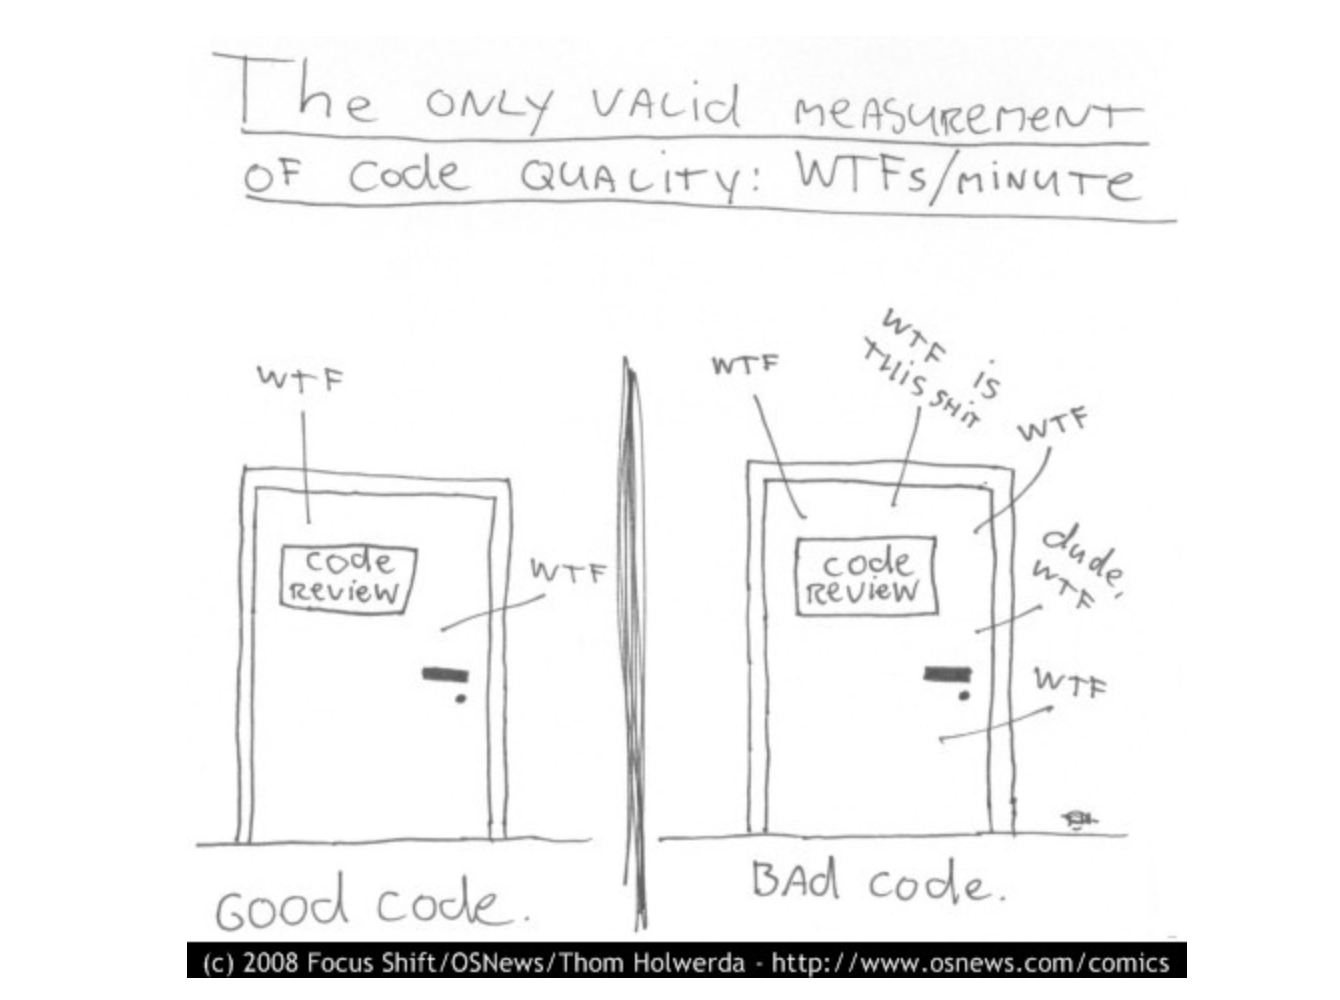 The ONLY VALid MEASUREMENT
OF Code QUALITY: WTFs/MINUTE
WTF
Code
REVIEW
WTF
GOOD CODE.
WTF
WTF IS
THIS SHIT
WTF
Code
REVIEW
dude,
WTF
WTF
BAd code.
(c) 2008 Focus Shift/OSNews/Thom Holwerda - http://www.osnews.com/comics